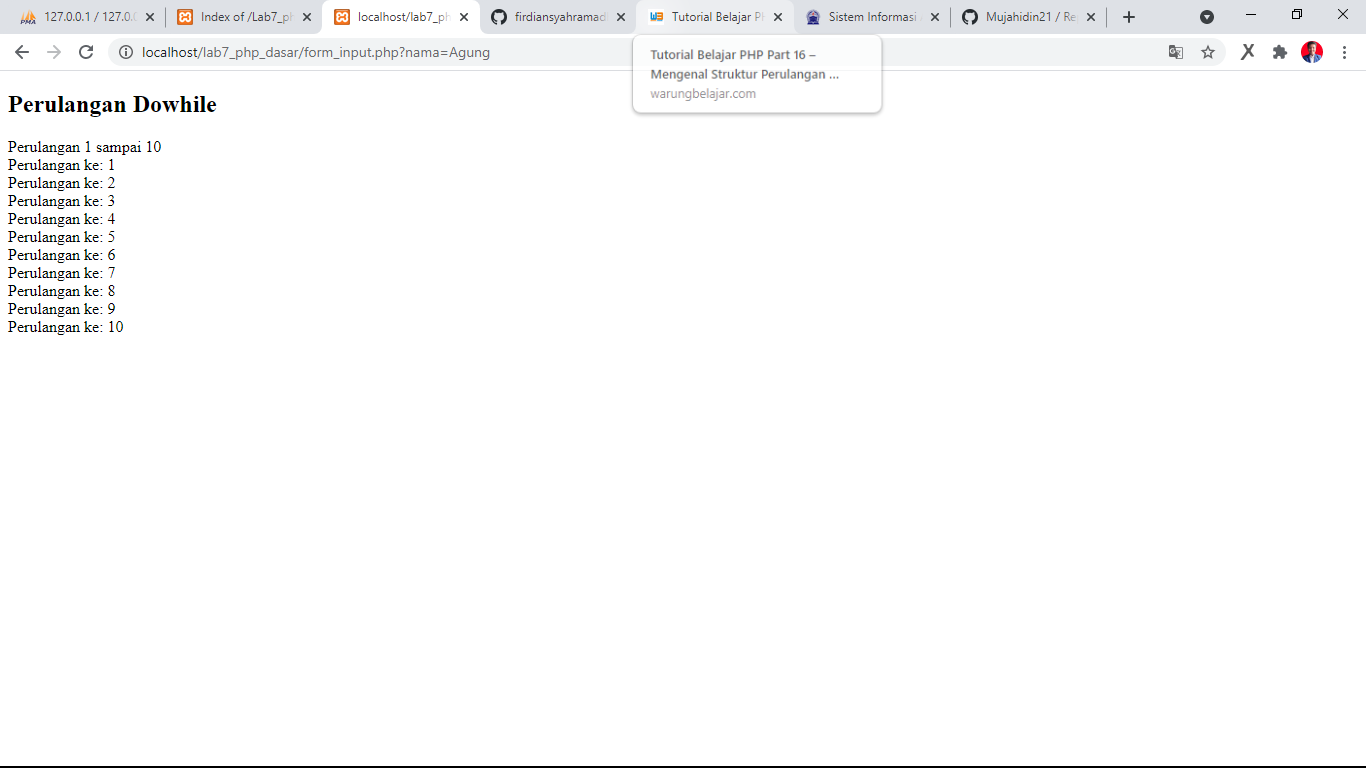 127.0.0.1 / 127.0.
Index of /Lab7_ph
localhost/lab7_ph
firdiansyahramad
Tutorial Belajar PH
Sistem Informasi
Mujahidin21 / Re
localhost/lab7_php_dasar/form_input.php?nama=Agung
Tutorial Belajar PHP Part 16 –
Mengenal Struktur Perulangan ...
warungbelajar.com
Perulangan Dowhile
Perulangan 1 sampai 10
Perulangan ke: 1
Perulangan ke: 2
Perulangan ke: 3
Perulangan ke: 4
Perulangan ke: 5
Perulangan ke: 6
Perulangan ke: 7
Perulangan ke: 8
Perulangan ke: 9
Perulangan ke: 10